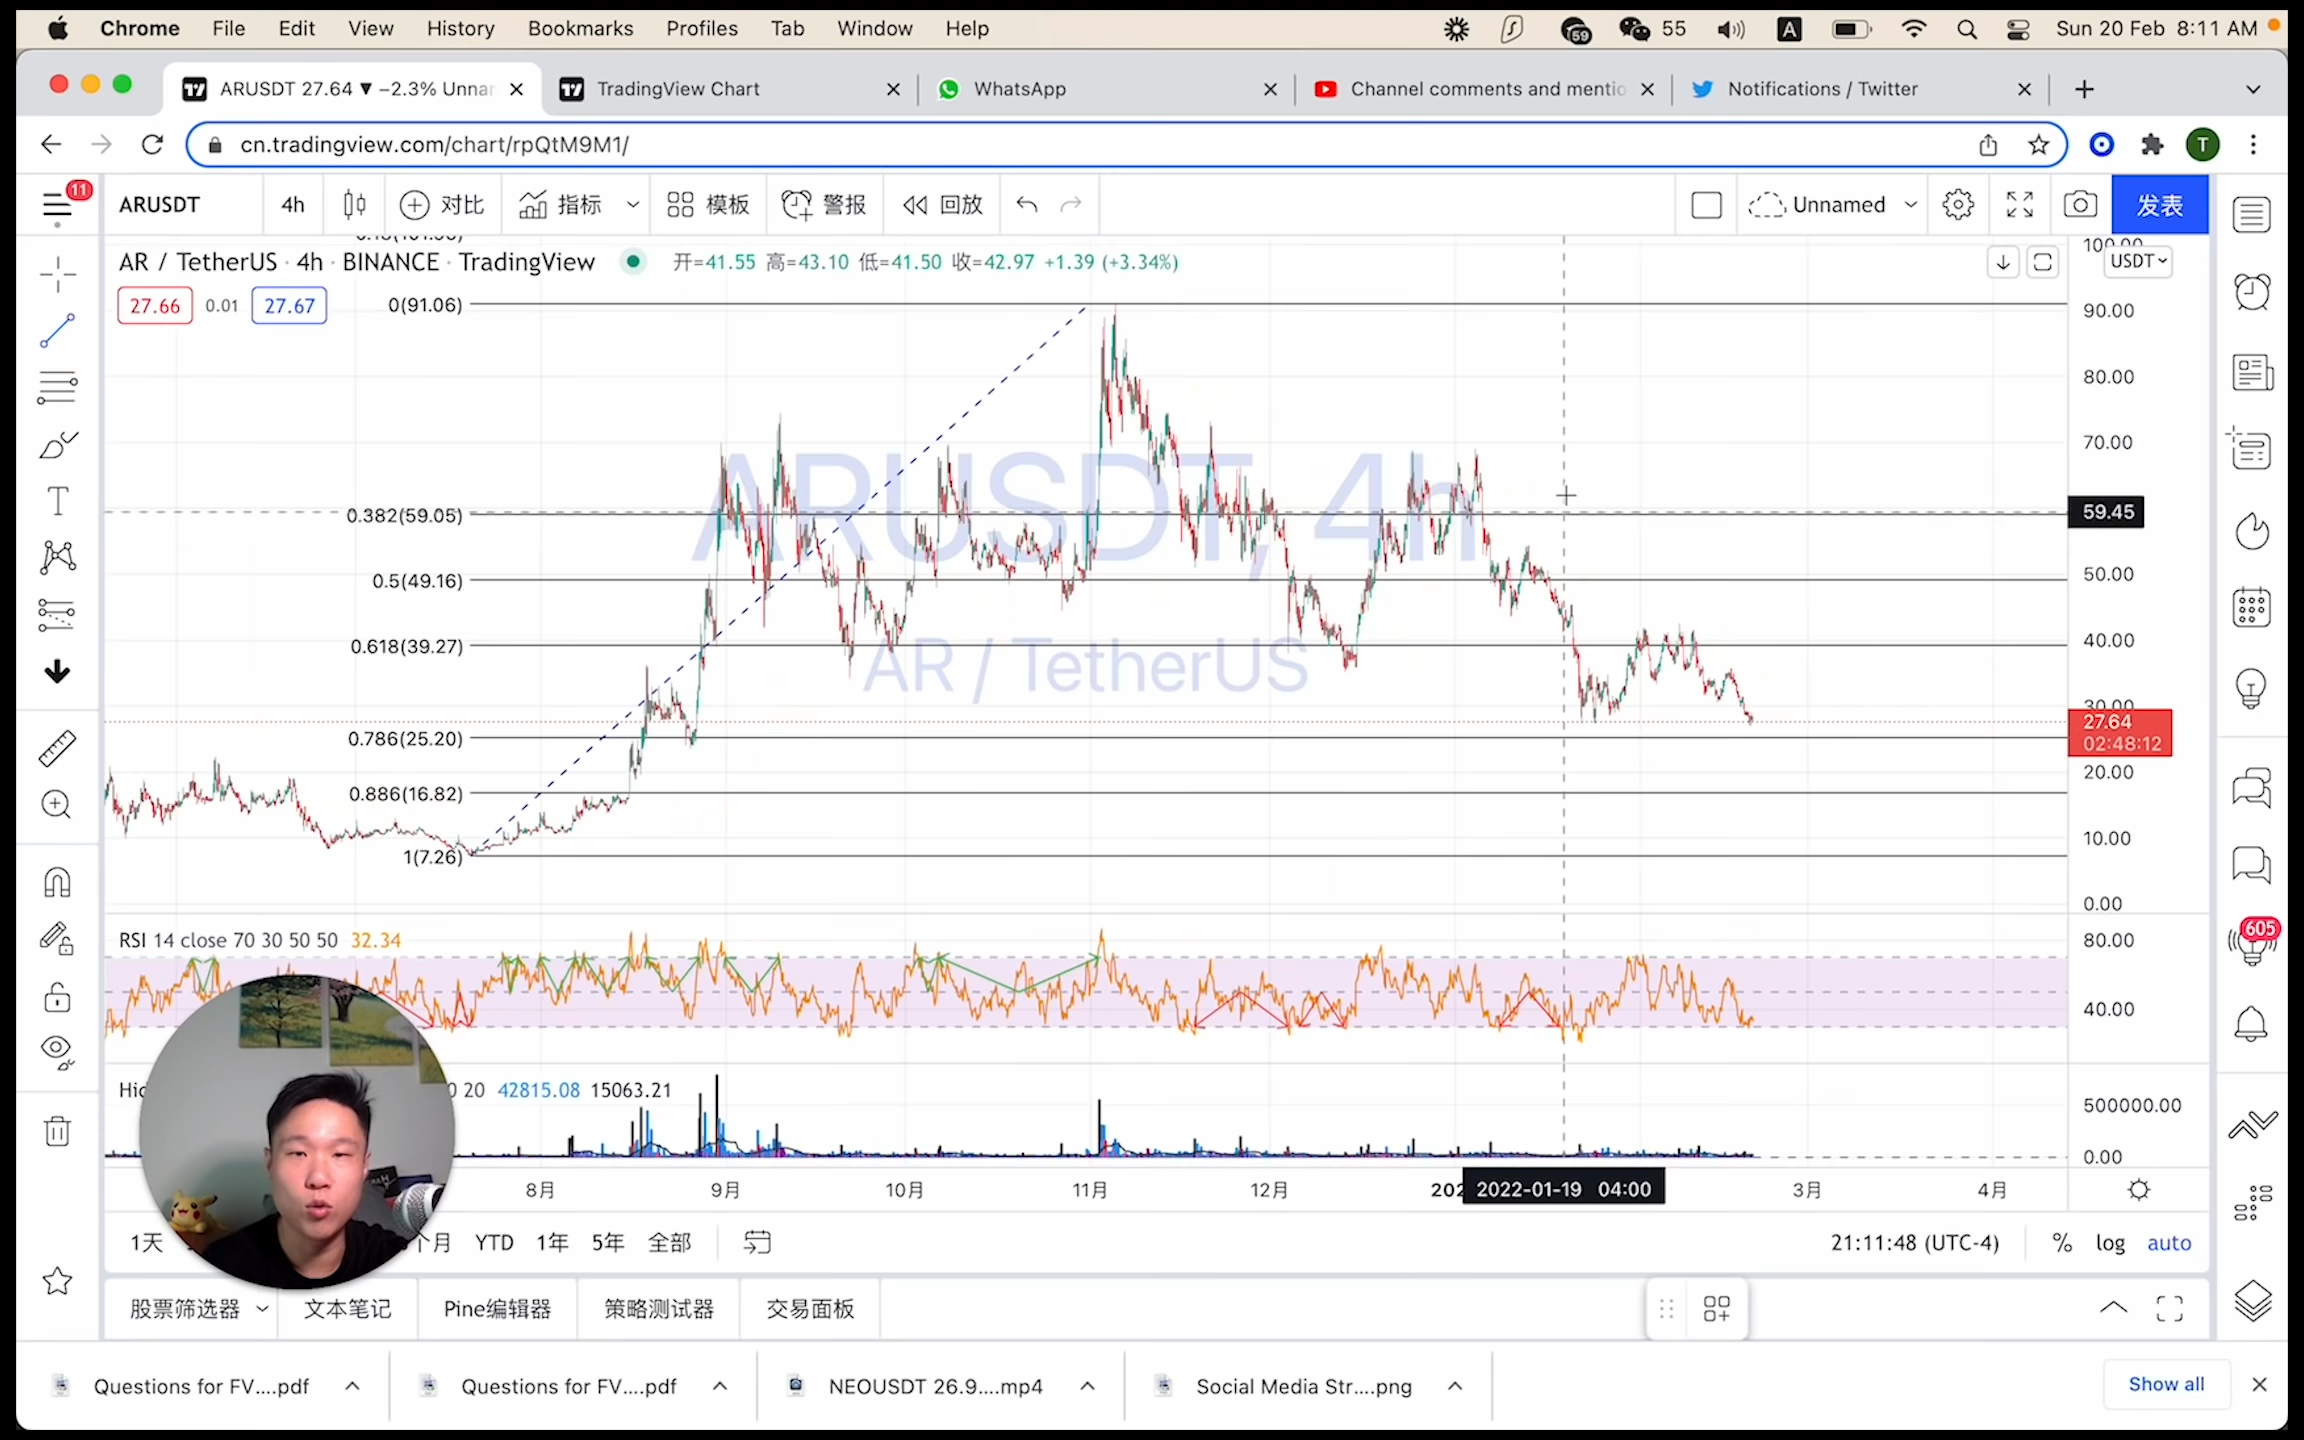 Chrome File Edit View History Bookmarks Profiles Tab Window Help 59 55 A Sun 20 Feb 8:11 AM
ARUSDT 27.64 ▼ −2.3% Unnar TradingView Chart WhatsApp Channel comments and mentio Notifications / Twitter
cn.tradingview.com/chart/rpQtM9M1/ T
11 ARUSDT 4h 对比 指标 模板 警报 回放 Unnamed 发表
AR / TetherUS · 4h · BINANCE · TradingView 开=41.55 高=43.10 低=41.50 收=42.97 +1.39 (+3.34%)
100.00
USDT
27.66 0.01 27.67
0(91.06)
90.00
80.00
70.00
ARUSDT, 4h
0.382(59.05)
59.45
0.5(49.16)
50.00
0.618(39.27)
40.00
AR / TetherUS
30.00
27.64
02:48:12
0.786(25.20)
20.00
0.886(16.82)
10.00
1(7.26)
0.00
RSI 14 close 70 30 50 50 32.34
80.00
605
40.00
0 20 42815.08 15063.21
500000.00
0.00
8月 9月 10月 11月 12月 202 2022-01-19 04:00 3月 4月
1天 个月 YTD 1年 5年 全部 21:11:48 (UTC-4) % log auto
股票筛选器 文本笔记 Pine编辑器 策略测试器 交易面板
Questions for FV....pdf Questions for FV....pdf NEOUSDT 26.9....mp4 Social Media Str....png Show all